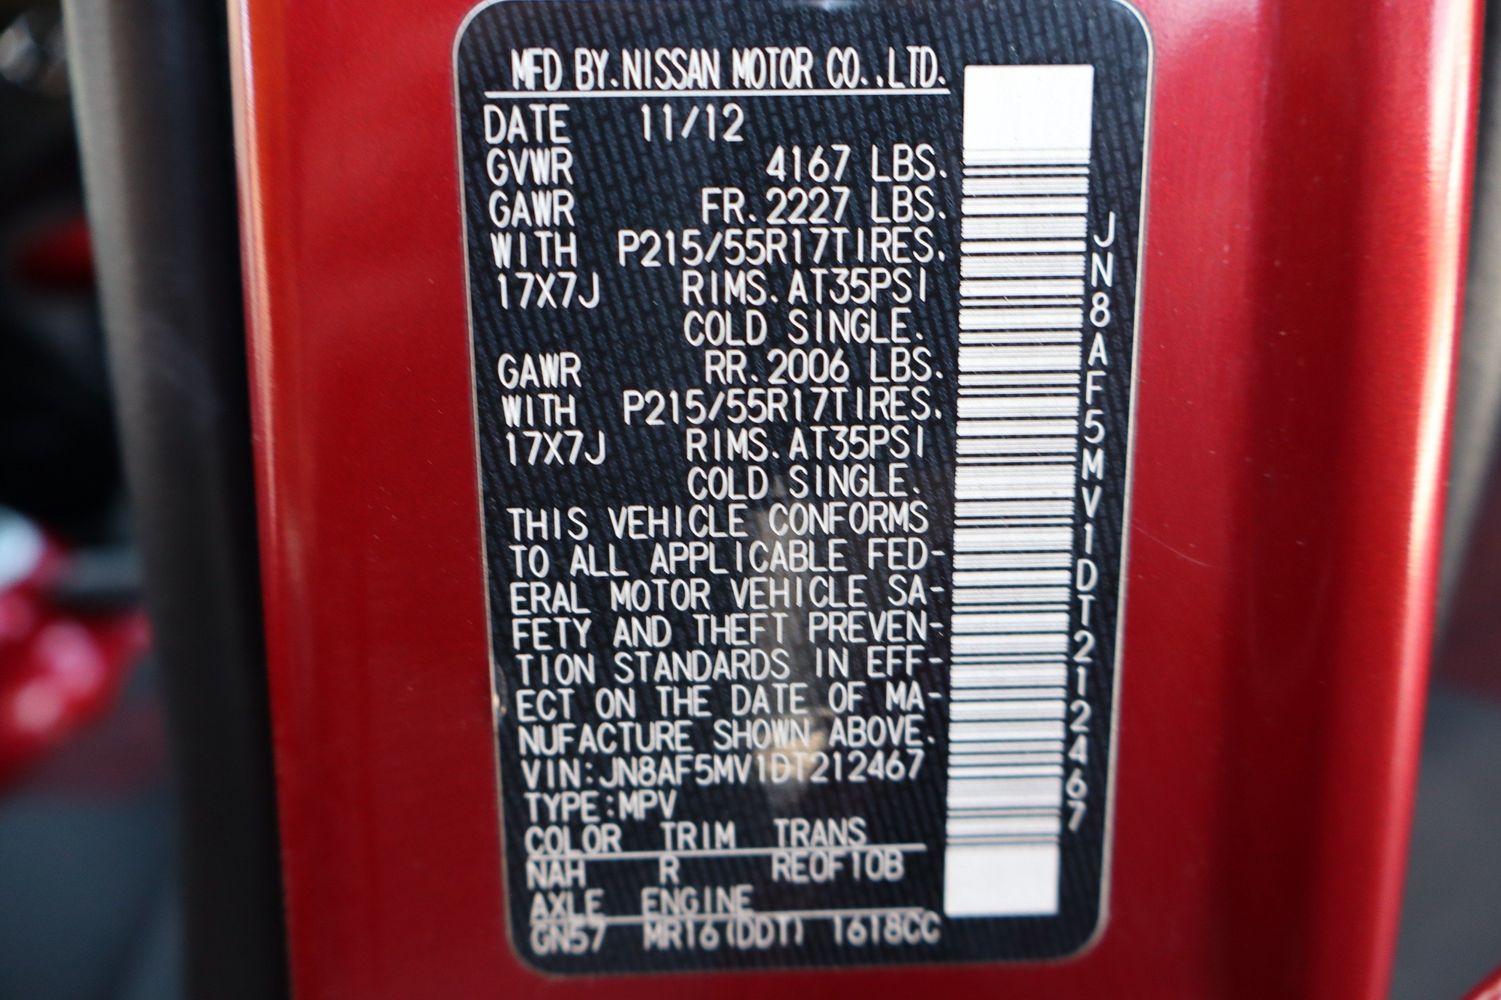 MFD BY.NISSAN MOTOR CO.,LTD.
DATE 11/12
GVWR 4167 LBS.
GAWR FR.2227 LBS.
WITH P215/55R17TIRES.
17X7J RIMS.AT35PSI
COLD SINGLE.
GAWR RR.2006 LBS.
WITH P215/55R17TIRES.
17X7J RIMS.AT35PSI
COLD SINGLE.
THIS VEHICLE CONFORMS
TO ALL APPLICABLE FED-
ERAL MOTOR VEHICLE SA-
FETY AND THEFT PREVEN-
TION STANDARDS IN EFF-
ECT ON THE DATE OF MA-
NUFACTURE SHOWN ABOVE.
VIN:JN8AF5MV1DT212467
TYPE:MPV
COLOR TRIM TRANS
NAH R RE0F10B
AXLE ENGINE
GN57 MR16(DDT) 1618CC
JN8AF5MV1DT212467